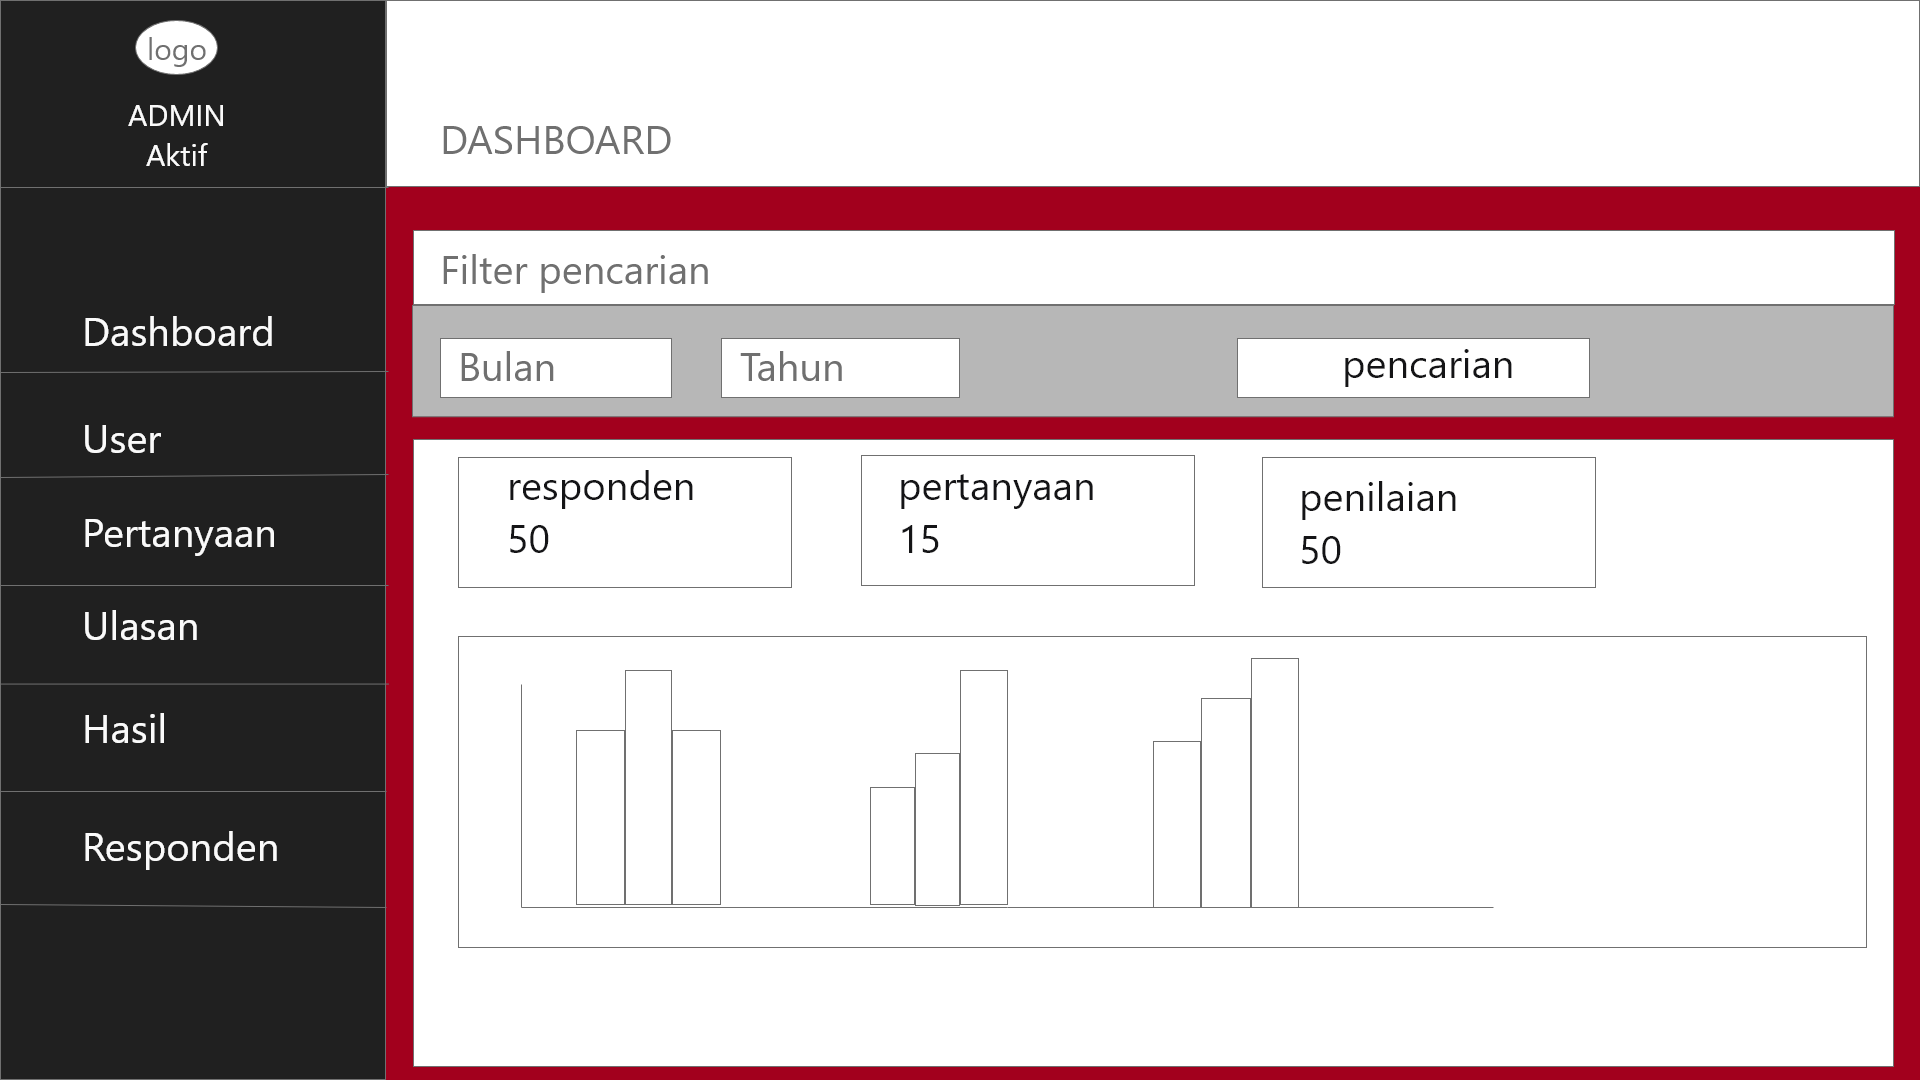 logo
ADMIN
Aktif
Dashboard
User
Pertanyaan
Ulasan
Hasil
Responden
DASHBOARD
Filter pencarian
Bulan
Tahun
pencarian
responden
50
pertanyaan
15
penilaian
50